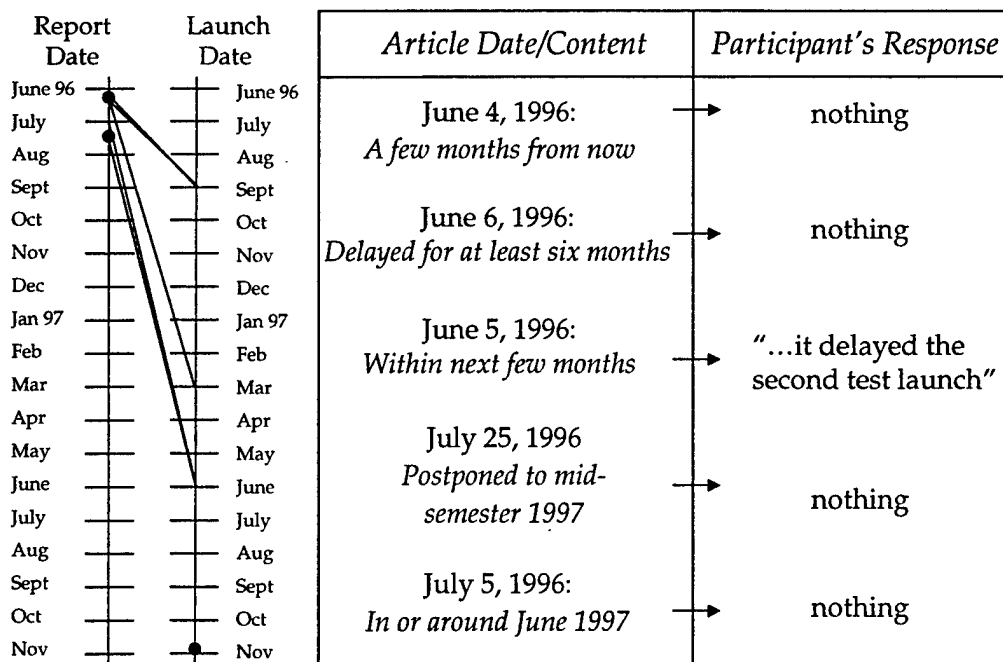 Report Date
Launch Date
June 96
July
Aug
Sept
Oct
Nov
Dec
Jan 97
Feb
Mar
Apr
May
June
July
Aug
Sept
Oct
Nov
June 96
July
Aug
Sept
Oct
Nov
Dec
Jan 97
Feb
Mar
Apr
May
June
July
Aug
Sept
Oct
Nov
Article Date/Content
Participant's Response
June 4, 1996:
A few months from now
nothing
June 6, 1996:
Delayed for at least six months
nothing
June 5, 1996:
Within next few months
"...it delayed the
second test launch"
July 25, 1996
Postponed to mid-
semester 1997
nothing
July 5, 1996:
In or around June 1997
nothing